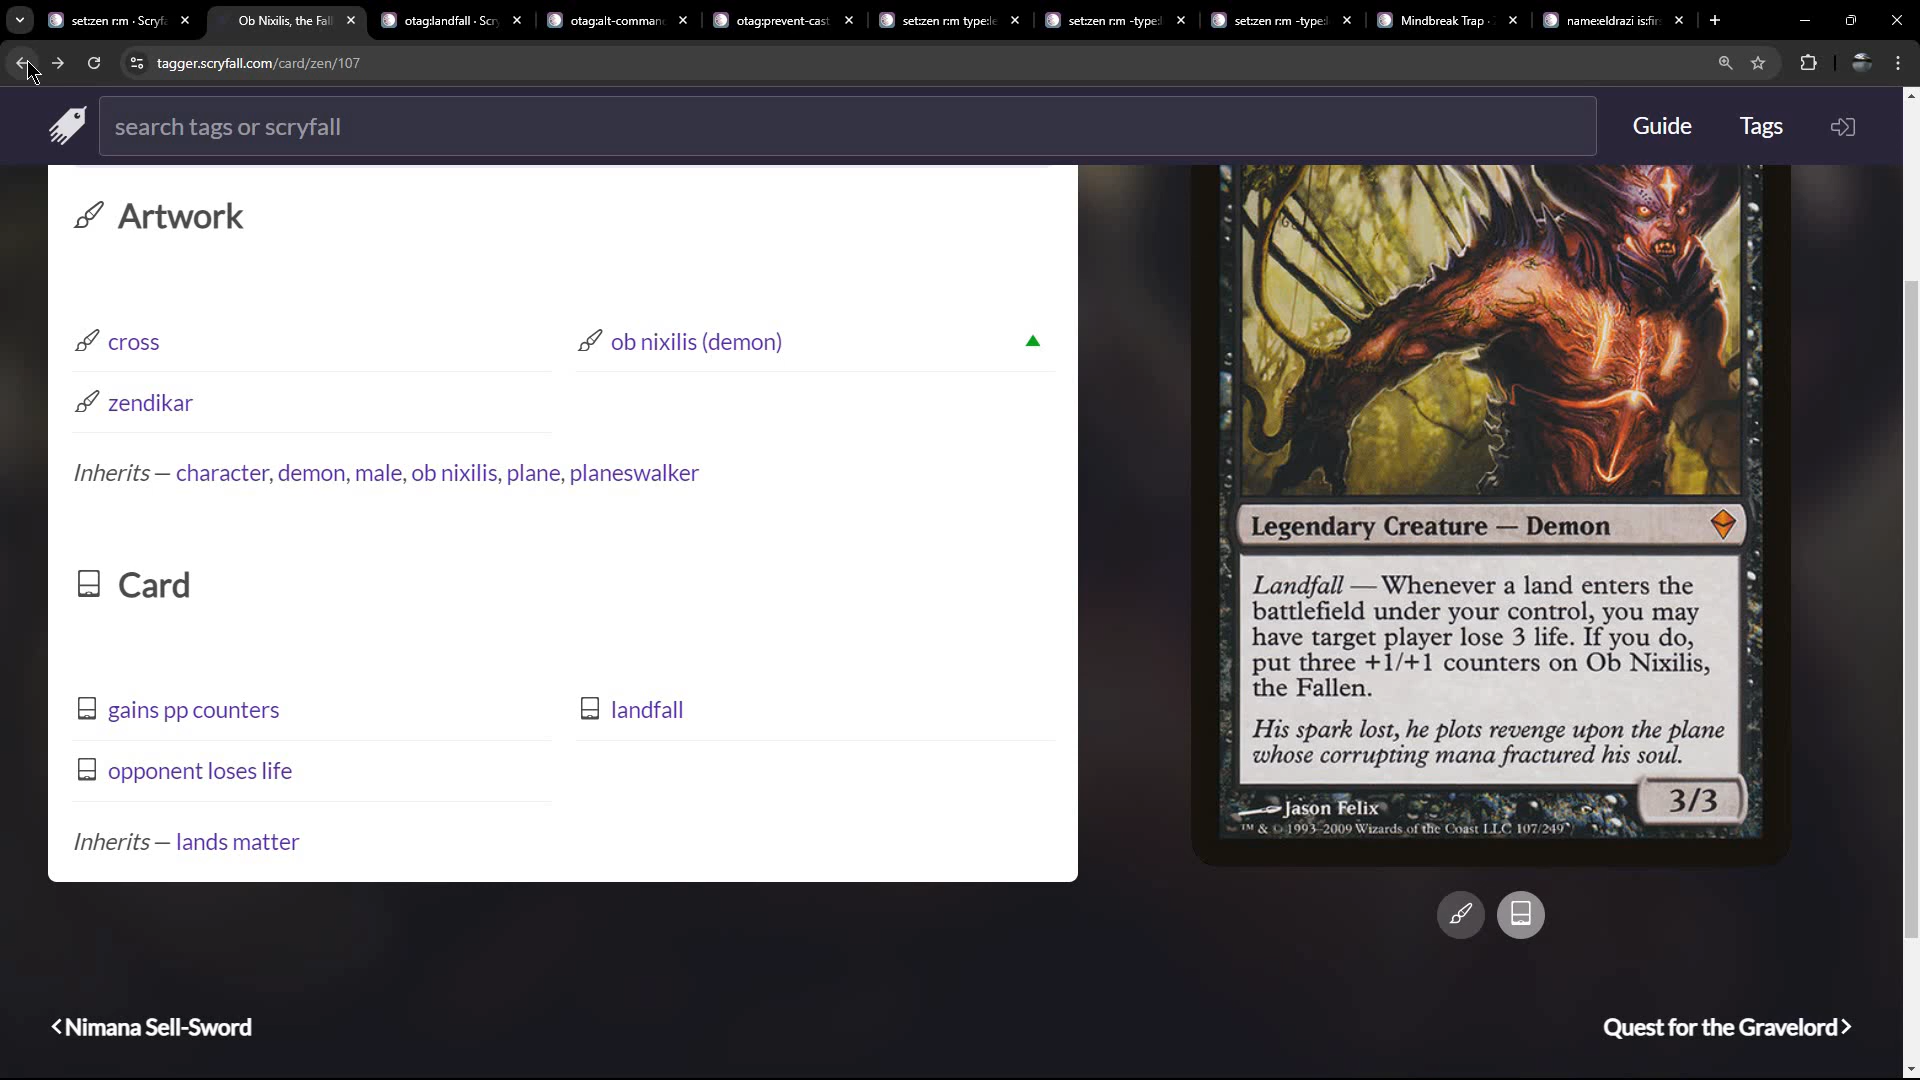 set:zen r:m · Scryf
Ob Nixilis, the Fall
otag:landfall · Scry
otag:alt-comman
otag:prevent-cast
set:zen r:m type:le
set:zen r:m -type:l
set:zen r:m -type:l
Mindbreak Trap ·
name:eldrazi is:fir
tagger.scryfall.com/card/zen/107
search tags or scryfall
Guide
Tags
Artwork
cross
ob nixilis (demon)
zendikar
Inherits — character, demon, male, ob nixilis, plane, planeswalker
Card
gains pp counters
landfall
opponent loses life
Inherits — lands matter
Legendary Creature — Demon
Landfall — Whenever a land enters the
battlefield under your control, you may
have target player lose 3 life. If you do,
put three +1/+1 counters on Ob Nixilis,
the Fallen.
His spark lost, he plots revenge upon the plane
whose corrupting mana fractured his soul.
3/3
Jason Felix
™ & © 1993–2009 Wizards of the Coast LLC 107/249
<Nimana Sell-Sword
Quest for the Gravelord>